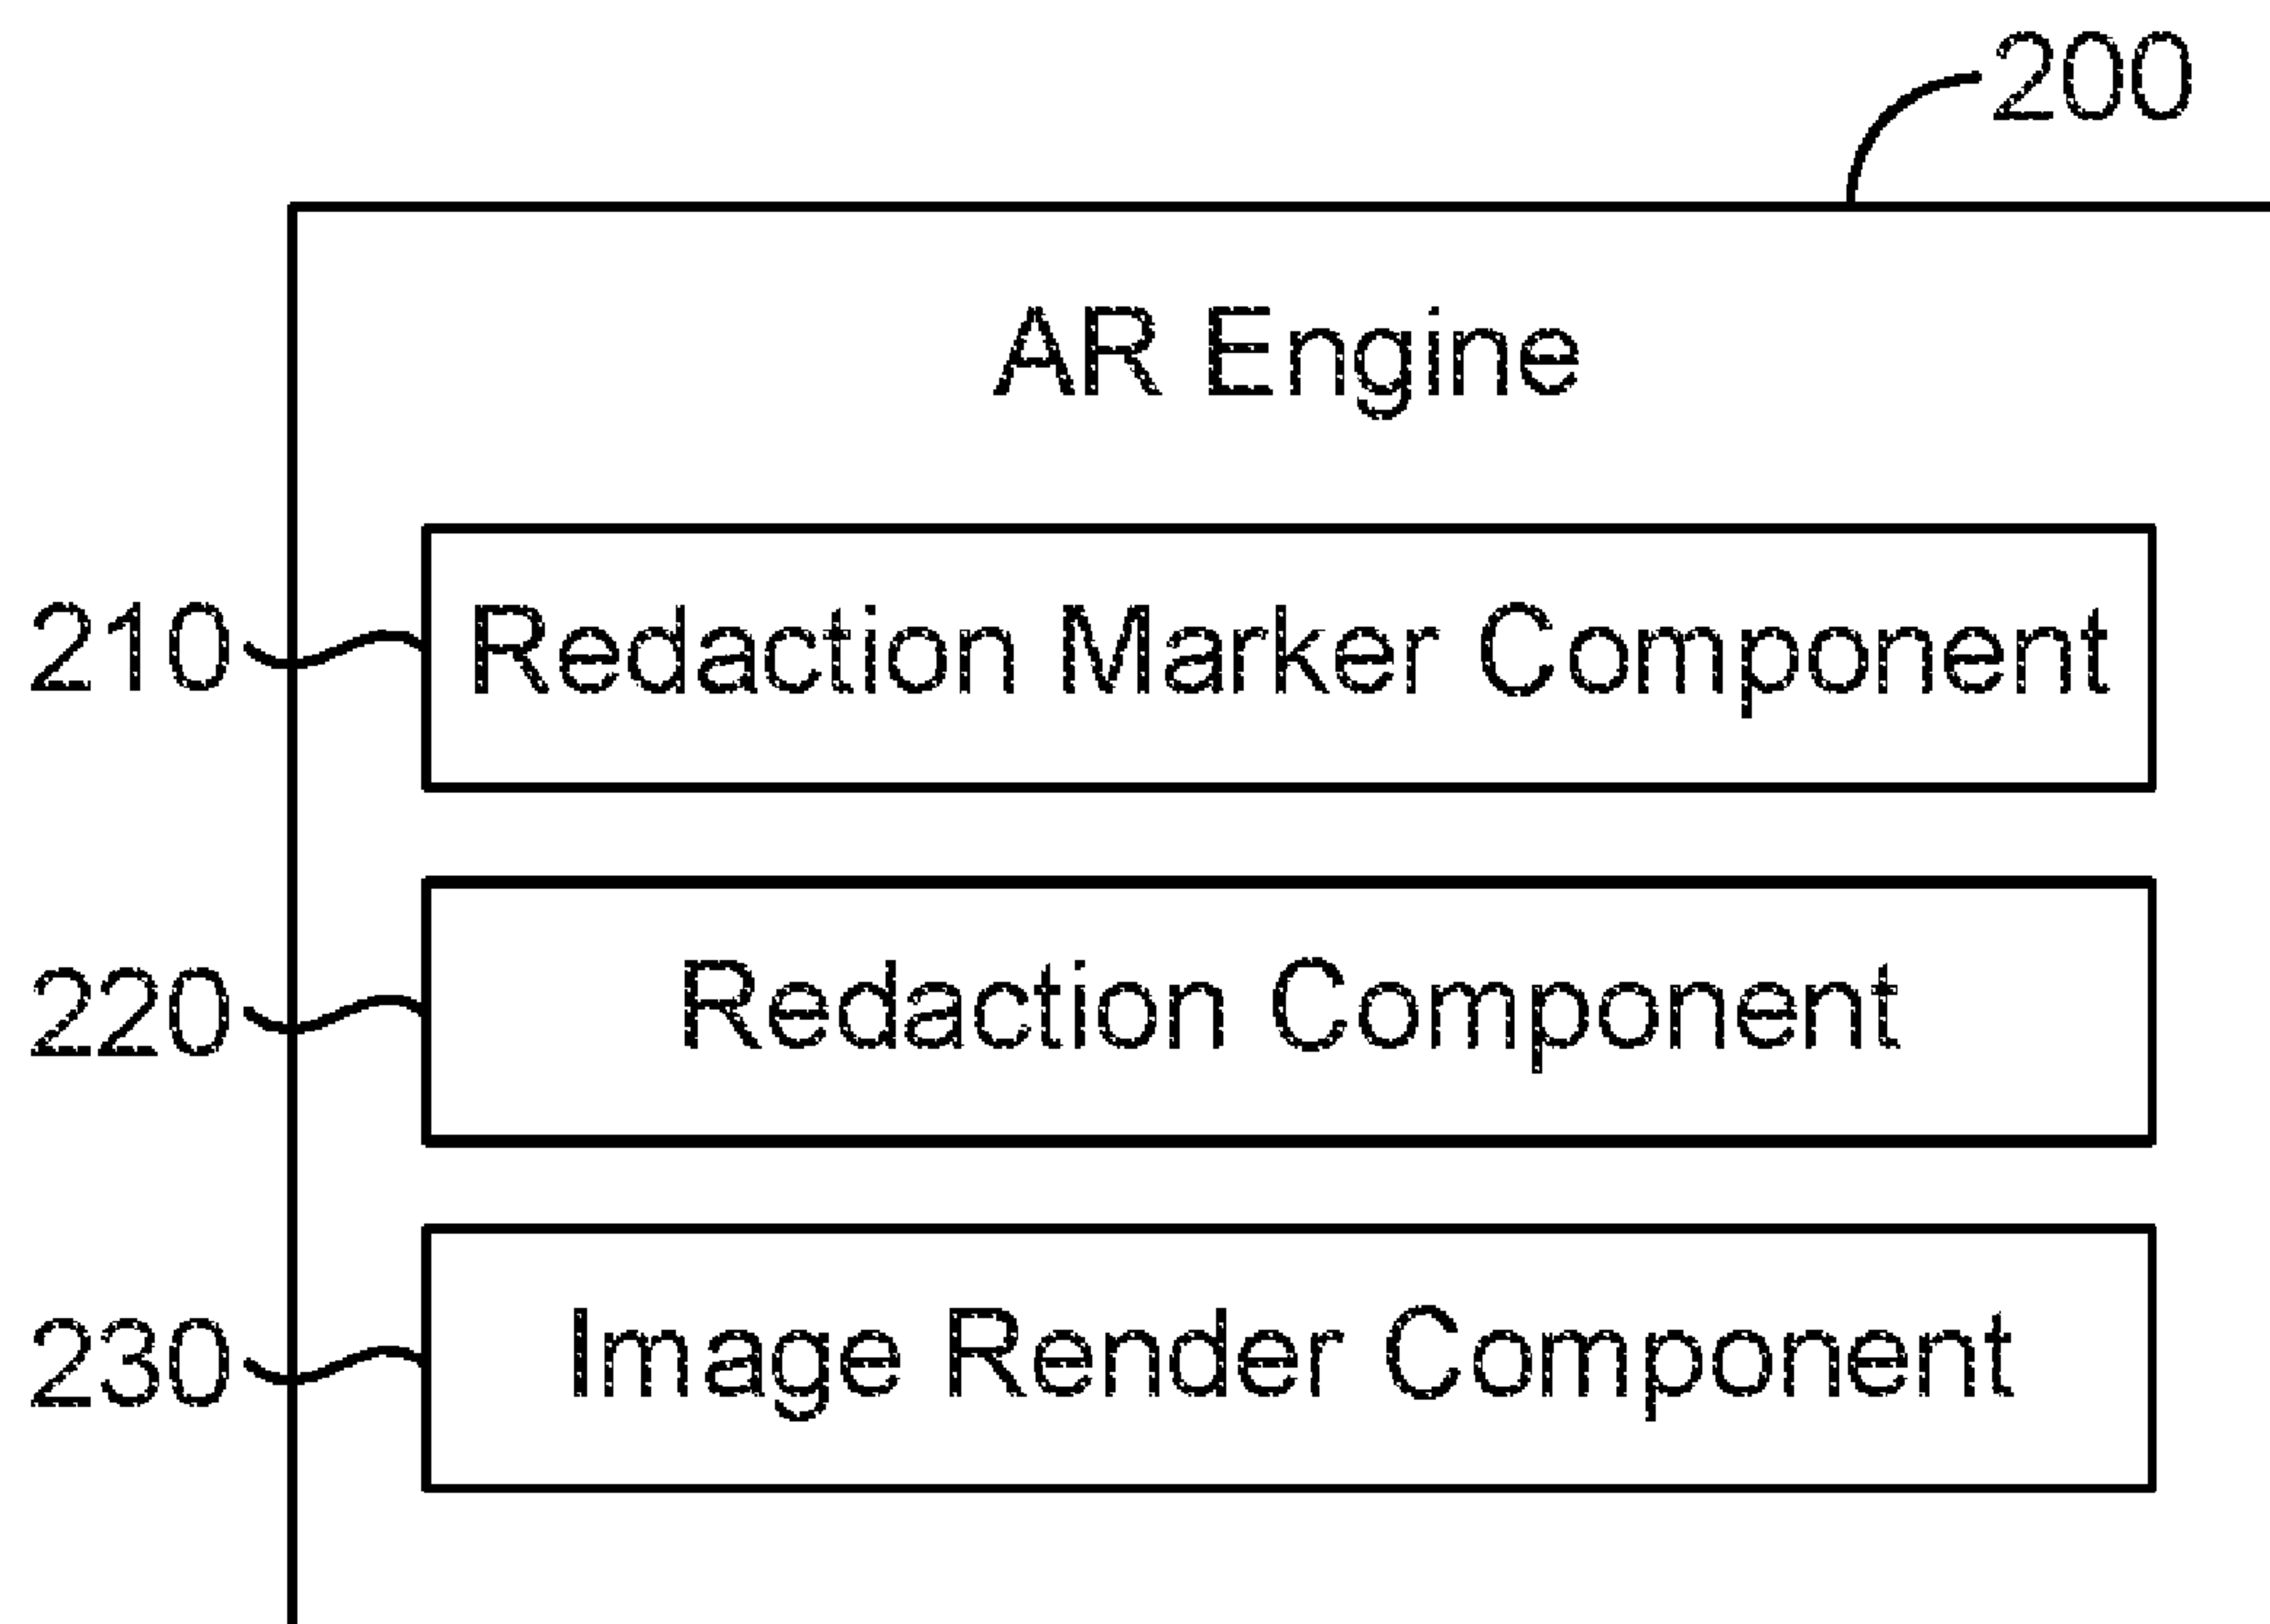 200
AR Engine
210 Redaction Marker Component
220 Redaction Component
230 Image Render Component